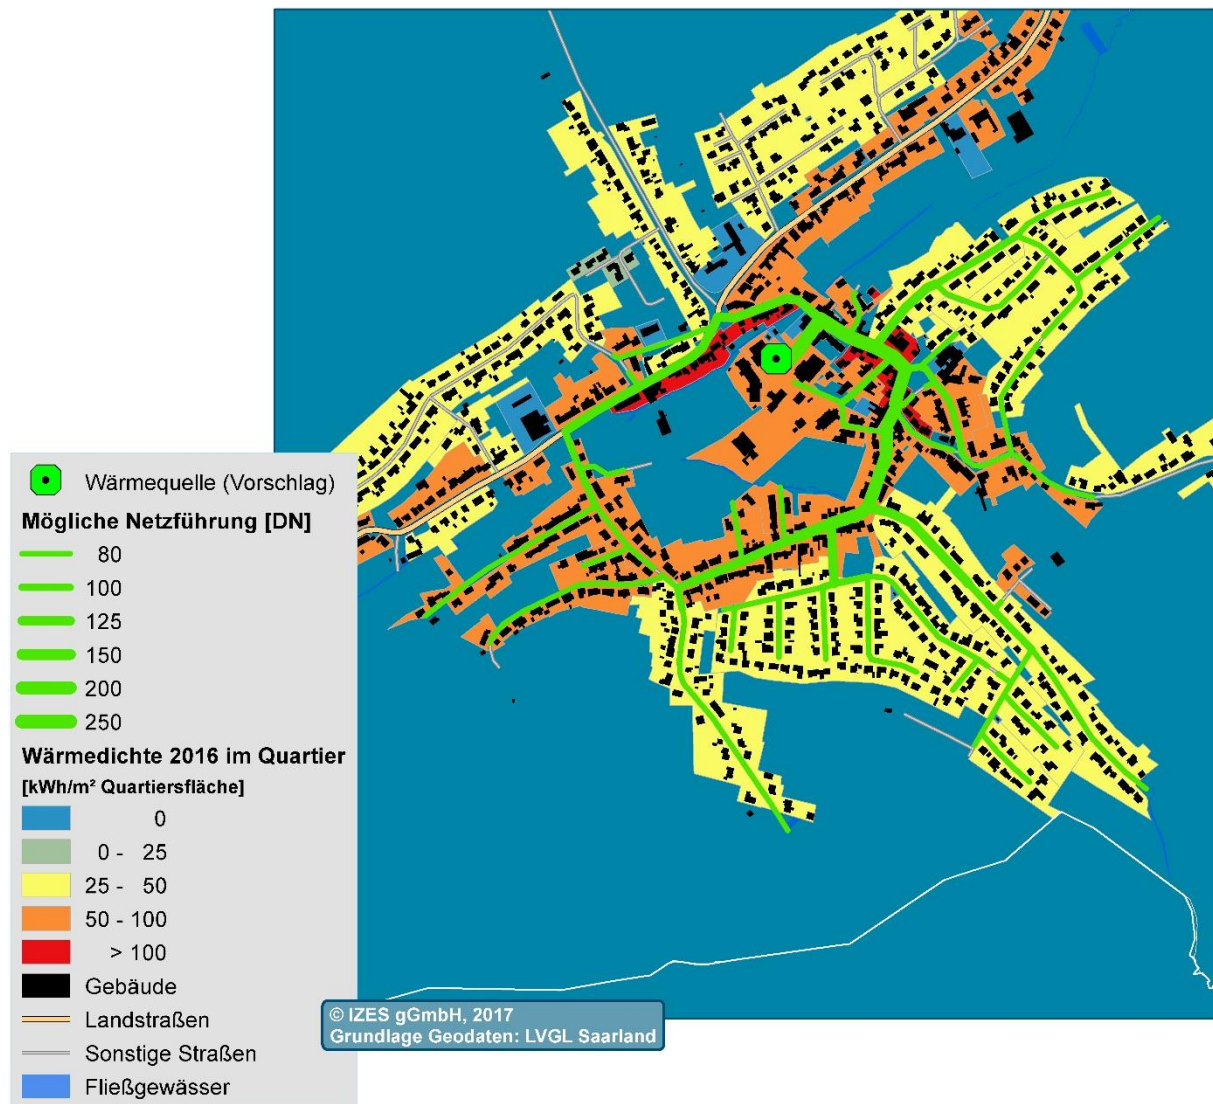 Wärmequelle (Vorschlag)
Mögliche Netzführung [DN]
80
100
125
150
200
250
Wärmedichte 2016 im Quartier
[kWh/m² Quartiersfläche]
0
0 - 25
25 - 50
50 - 100
> 100
Gebäude
Landstraßen
Sonstige Straßen
Fließgewässer
© IZES gGmbH, 2017
Grundlage Geodaten: LVGL Saarland